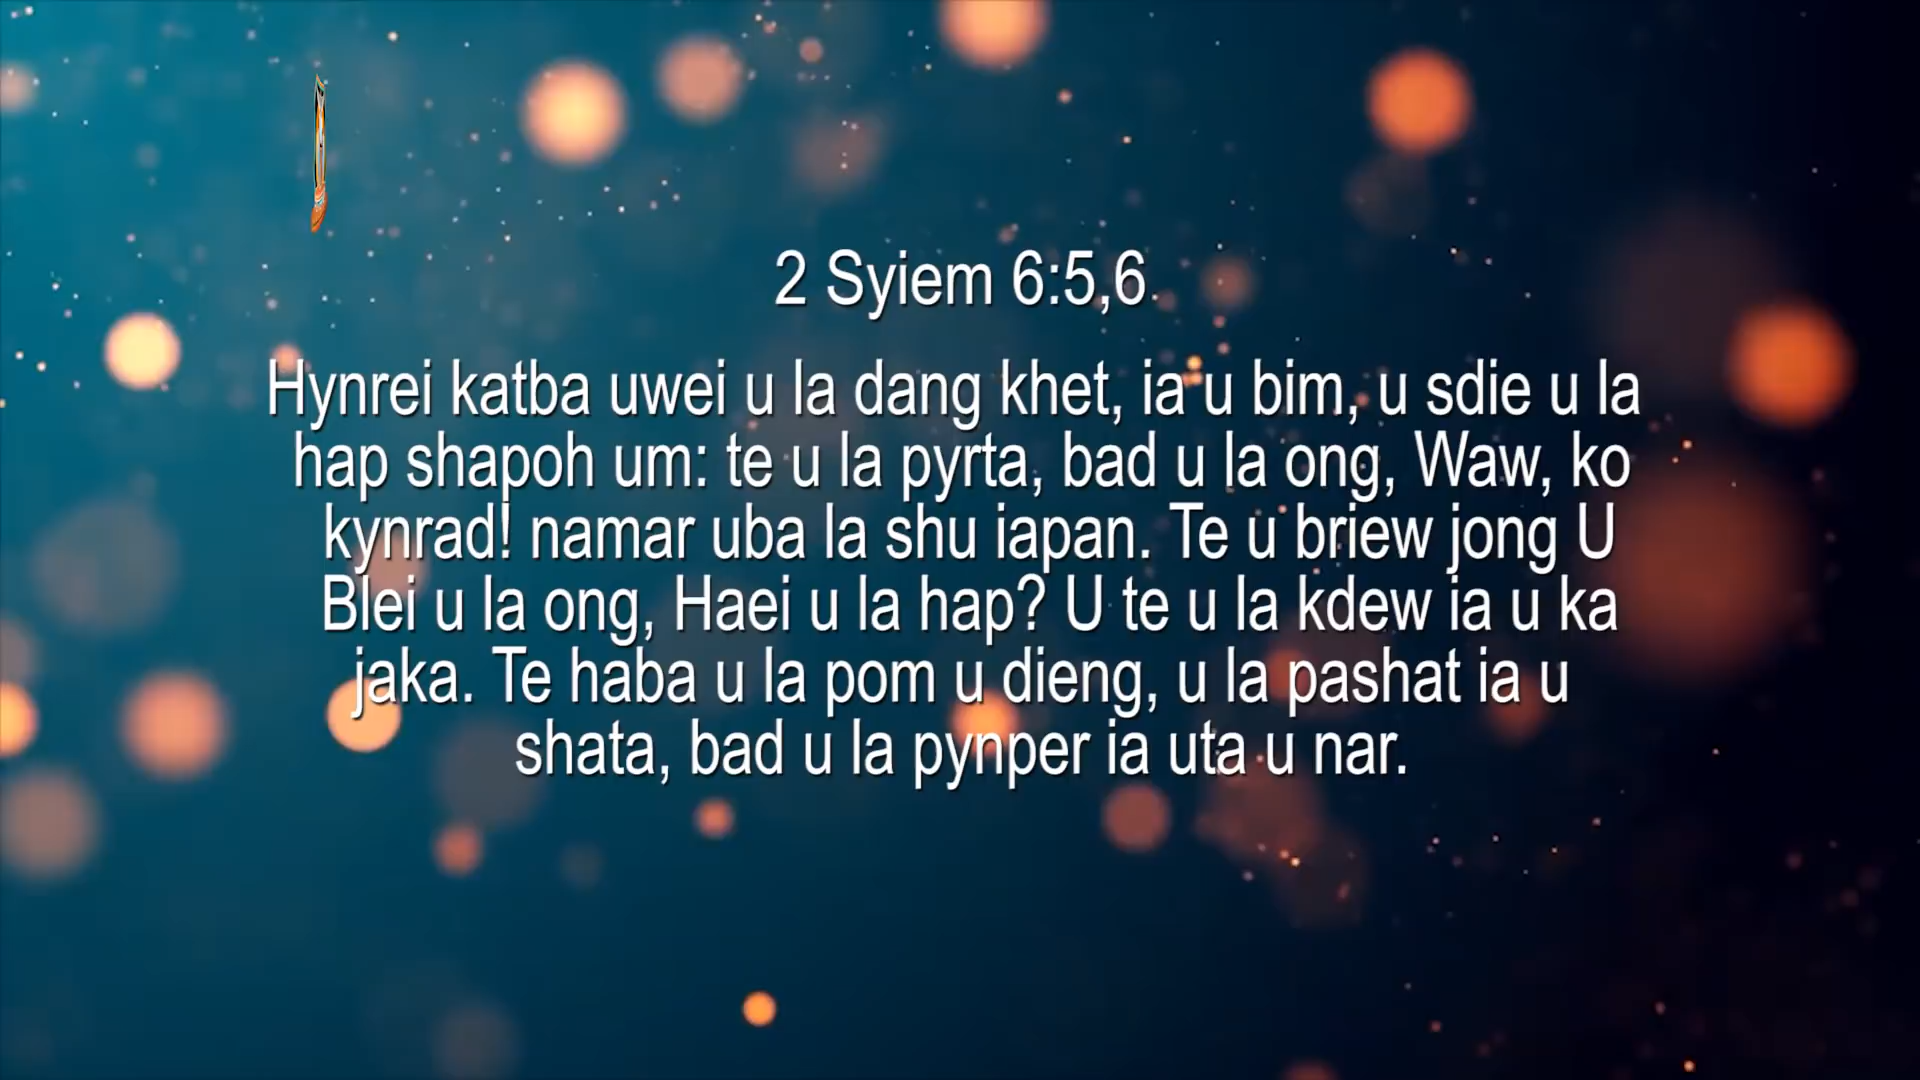 2 Syiem 6:5,6
Hynrei katba uwei u la dang khet, ia u bim, u sdie u la
hap shapoh um: te u la pyrta, bad u la ong, Waw, ko
kynrad! namar uba la shu iapan. Te u briew jong U
Blei u la ong, Haei u la hap? U te u la kdew ia u ka
jaka. Te haba u la pom u dieng, u la pashat ia u
shata, bad u la pynper ia uta u nar.